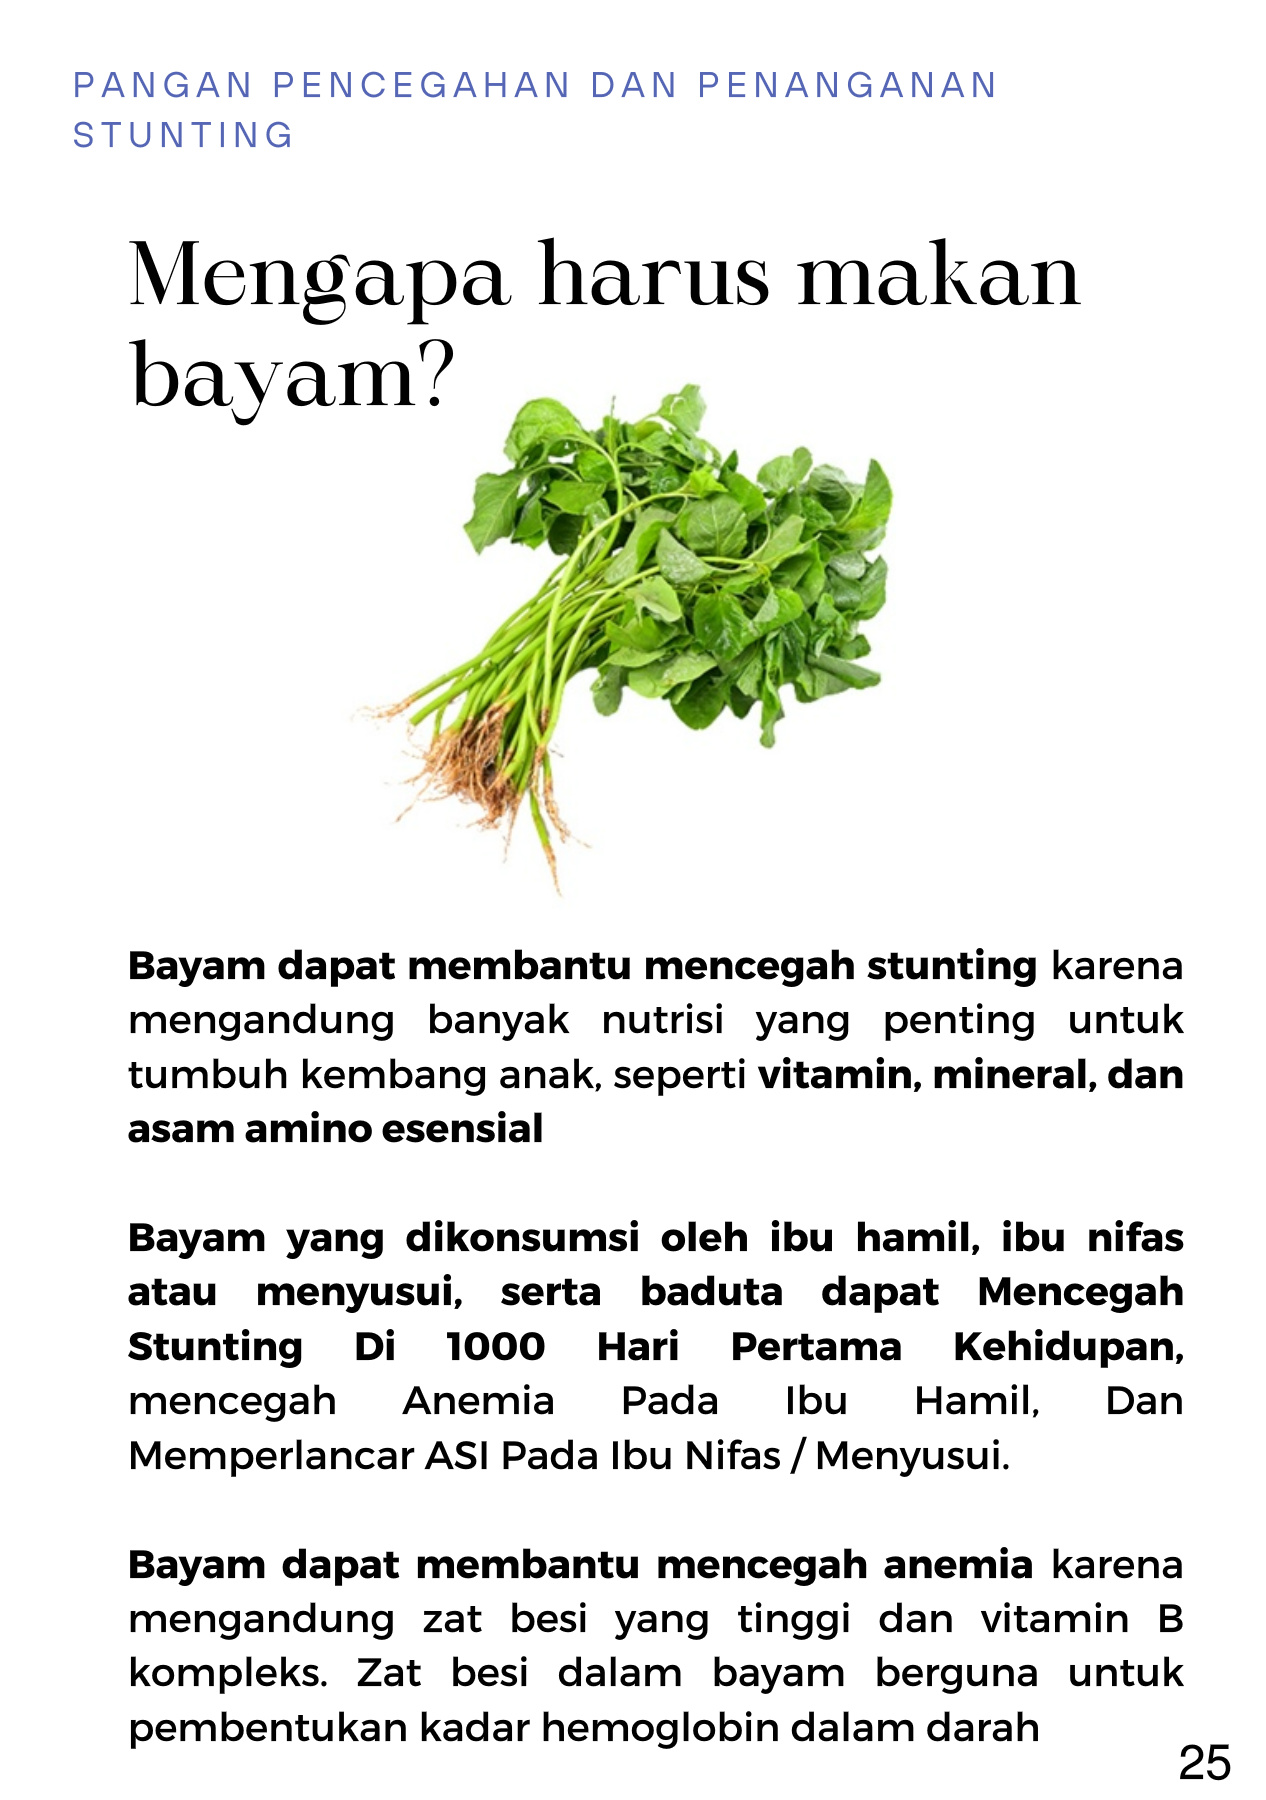 PANGAN PENCEGAHAN DAN PENANGANAN
STUNTING
Mengapa harus makan
bayam?
Bayam dapat membantu mencegah stunting karena
mengandung banyak nutrisi yang penting untuk
tumbuh kembang anak, seperti vitamin, mineral, dan
asam amino esensial
Bayam yang dikonsumsi oleh ibu hamil, ibu nifas
atau menyusui, serta baduta dapat Mencegah
Stunting Di 1000 Hari Pertama Kehidupan,
mencegah Anemia Pada Ibu Hamil, Dan
Memperlancar ASI Pada Ibu Nifas / Menyusui.
Bayam dapat membantu mencegah anemia karena
mengandung zat besi yang tinggi dan vitamin B
kompleks. Zat besi dalam bayam berguna untuk
pembentukan kadar hemoglobin dalam darah
25